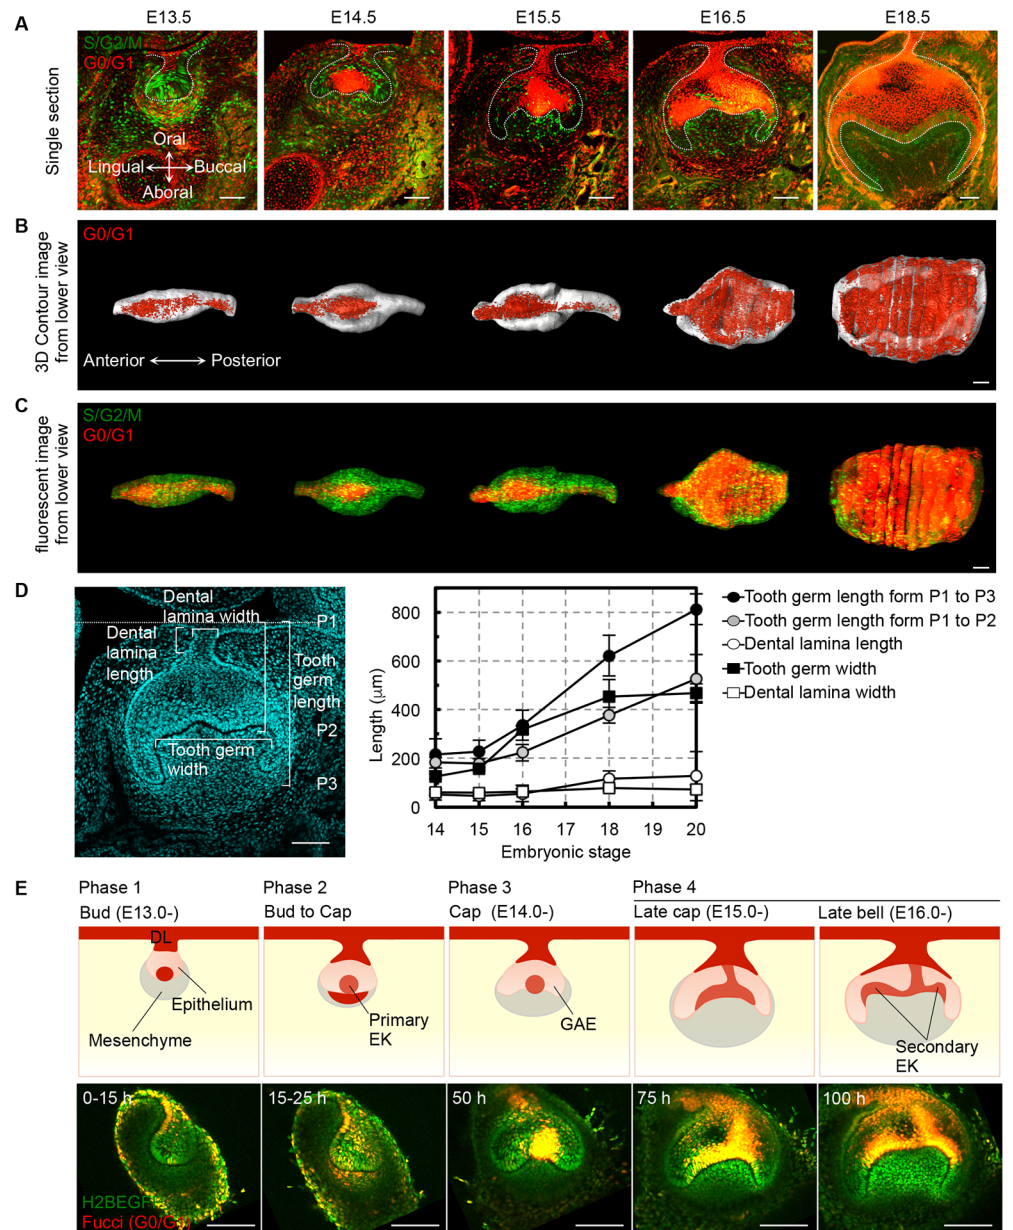 A
E13.5 E14.5 E15.5 E16.5 E18.5
Single section
S/G2/M
G0/G1
Oral
Lingual Buccal
Aboral
B
3D Contour image
from lower view
G0/G1
Anterior Posterior
C
fluorescent image
from lower view
S/G2/M
G0/G1
D
Dental
lamina width
P1
Dental
lamina
length
Tooth
germ
length
P2
Tooth germ
width
P3
Length (μm)
800
600
400
200
0
14 15 16 17 18 19 20
Embryonic stage
Tooth germ length form P1 to P3
Tooth germ length form P1 to P2
Dental lamina length
Tooth germ width
Dental lamina width
E
Phase 1 Phase 2 Phase 3 Phase 4
Bud (E13.0-) Bud to Cap Cap (E14.0-) Late cap (E15.0-) Late bell (E16.0-)
DL
Epithelium
Mesenchyme
Primary
EK
GAE
Secondary
EK
0-15 h 15-25 h 50 h 75 h 100 h
H2BEGFP
Fucci (G0/G1)